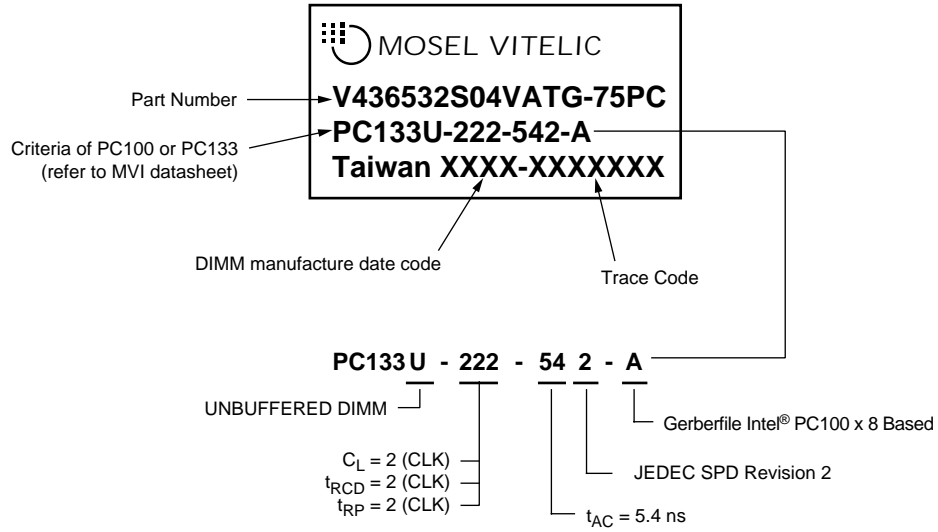 MOSEL VITELIC
Part Number
V436532S04VATG-75PC
Criteria of PC100 or PC133
(refer to MVI datasheet)
PC133U-222-542-A
Taiwan XXXX-XXXXXXX
DIMM manufacture date code
Trace Code
PC133 U - 222 - 54 2 - A
UNBUFFERED DIMM
Gerberfile Intel® PC100 x 8 Based
CL = 2 (CLK)
tRCD = 2 (CLK)
tRP = 2 (CLK)
JEDEC SPD Revision 2
tAC = 5.4 ns